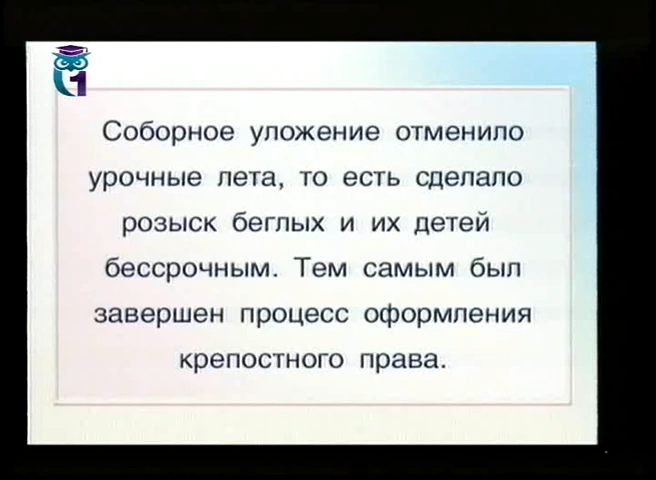 1
Соборное уложение отменило
урочные лета, то есть сделало
розыск беглых и их детей
бессрочным. Тем самым был
завершен процесс оформления
крепостного права.